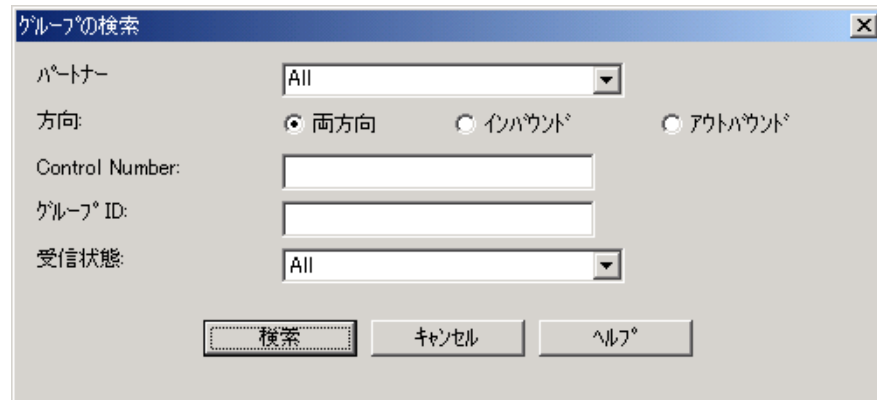 ｸﾞﾙｰﾌﾟの検索
ﾊﾟｰﾄﾅｰ All
方向: 両方向 ｲﾝﾊﾞｳﾝﾄﾞ ｱｳﾄﾊﾞｳﾝﾄﾞ
Control Number:
ｸﾞﾙｰﾌﾟ ID:
受信状態: All
検索 ｷｬﾝｾﾙ ﾍﾙﾌﾟ